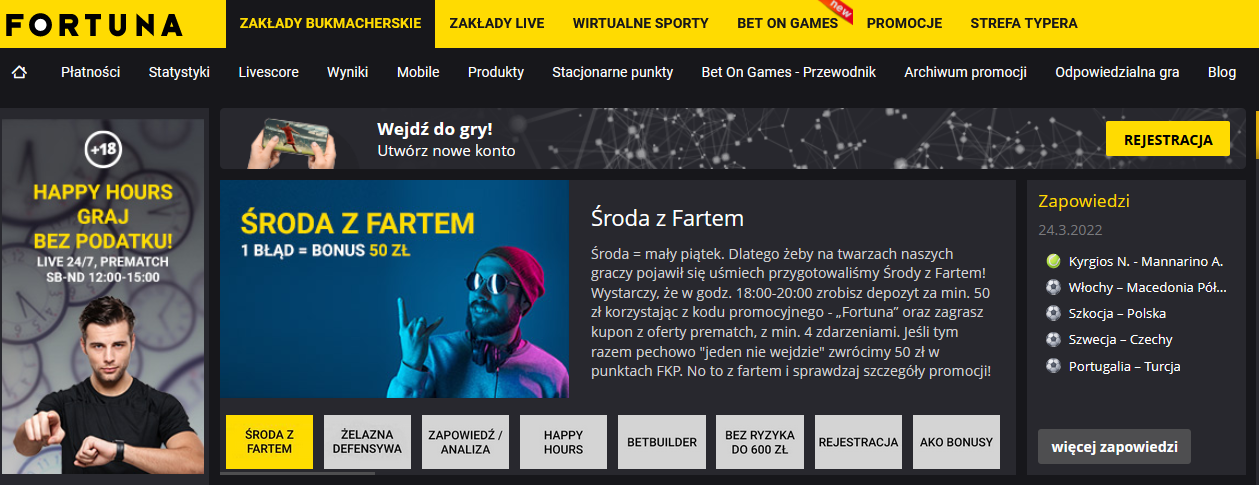 FORTUNA
ZAKŁADY BUKMACHERSKIE
ZAKŁADY LIVE
WIRTUALNE SPORTY
BET ON GAMES
new
PROMOCJE
STREFA TYPERA
Płatności
Statystyki
Livescore
Wyniki
Mobile
Produkty
Stacjonarne punkty
Bet On Games - Przewodnik
Archiwum promocji
Odpowiedzialna gra
Blog
+18
HAPPY HOURS
GRAJ
BEZ PODATKU!
LIVE 24/7, PREMATCH
SB-ND 12:00-15:00
Wejdź do gry!
Utwórz nowe konto
REJESTRACJA
ŚRODA Z FARTEM
1 BŁĄD = BONUS 50 ZŁ
Środa z Fartem
Środa = mały piątek. Dlatego żeby na twarzach naszych
graczy pojawił się uśmiech przygotowaliśmy Środy z Fartem!
Wystarczy, że w godz. 18:00-20:00 zrobisz depozyt za min. 50
zł korzystając z kodu promocyjnego - „Fortuna” oraz zagrasz
kupon z oferty prematch, z min. 4 zdarzeniami. Jeśli tym
razem pechowo "jeden nie wejdzie" zwrócimy 50 zł w
punktach FKP. No to z fartem i sprawdzaj szczegóły promocji!
ŚRODA Z
FARTEM
ŻELAZNA
DEFENSYWA
ZAPOWIEDŹ /
ANALIZA
HAPPY
HOURS
BETBUILDER
BEZ RYZYKA
DO 600 ZŁ
REJESTRACJA
AKO BONUSY
Zapowiedzi
24.3.2022
Kyrgios N. - Mannarino A.
Włochy – Macedonia Pół...
Szkocja – Polska
Szwecja – Czechy
Portugalia – Turcja
więcej zapowiedzi